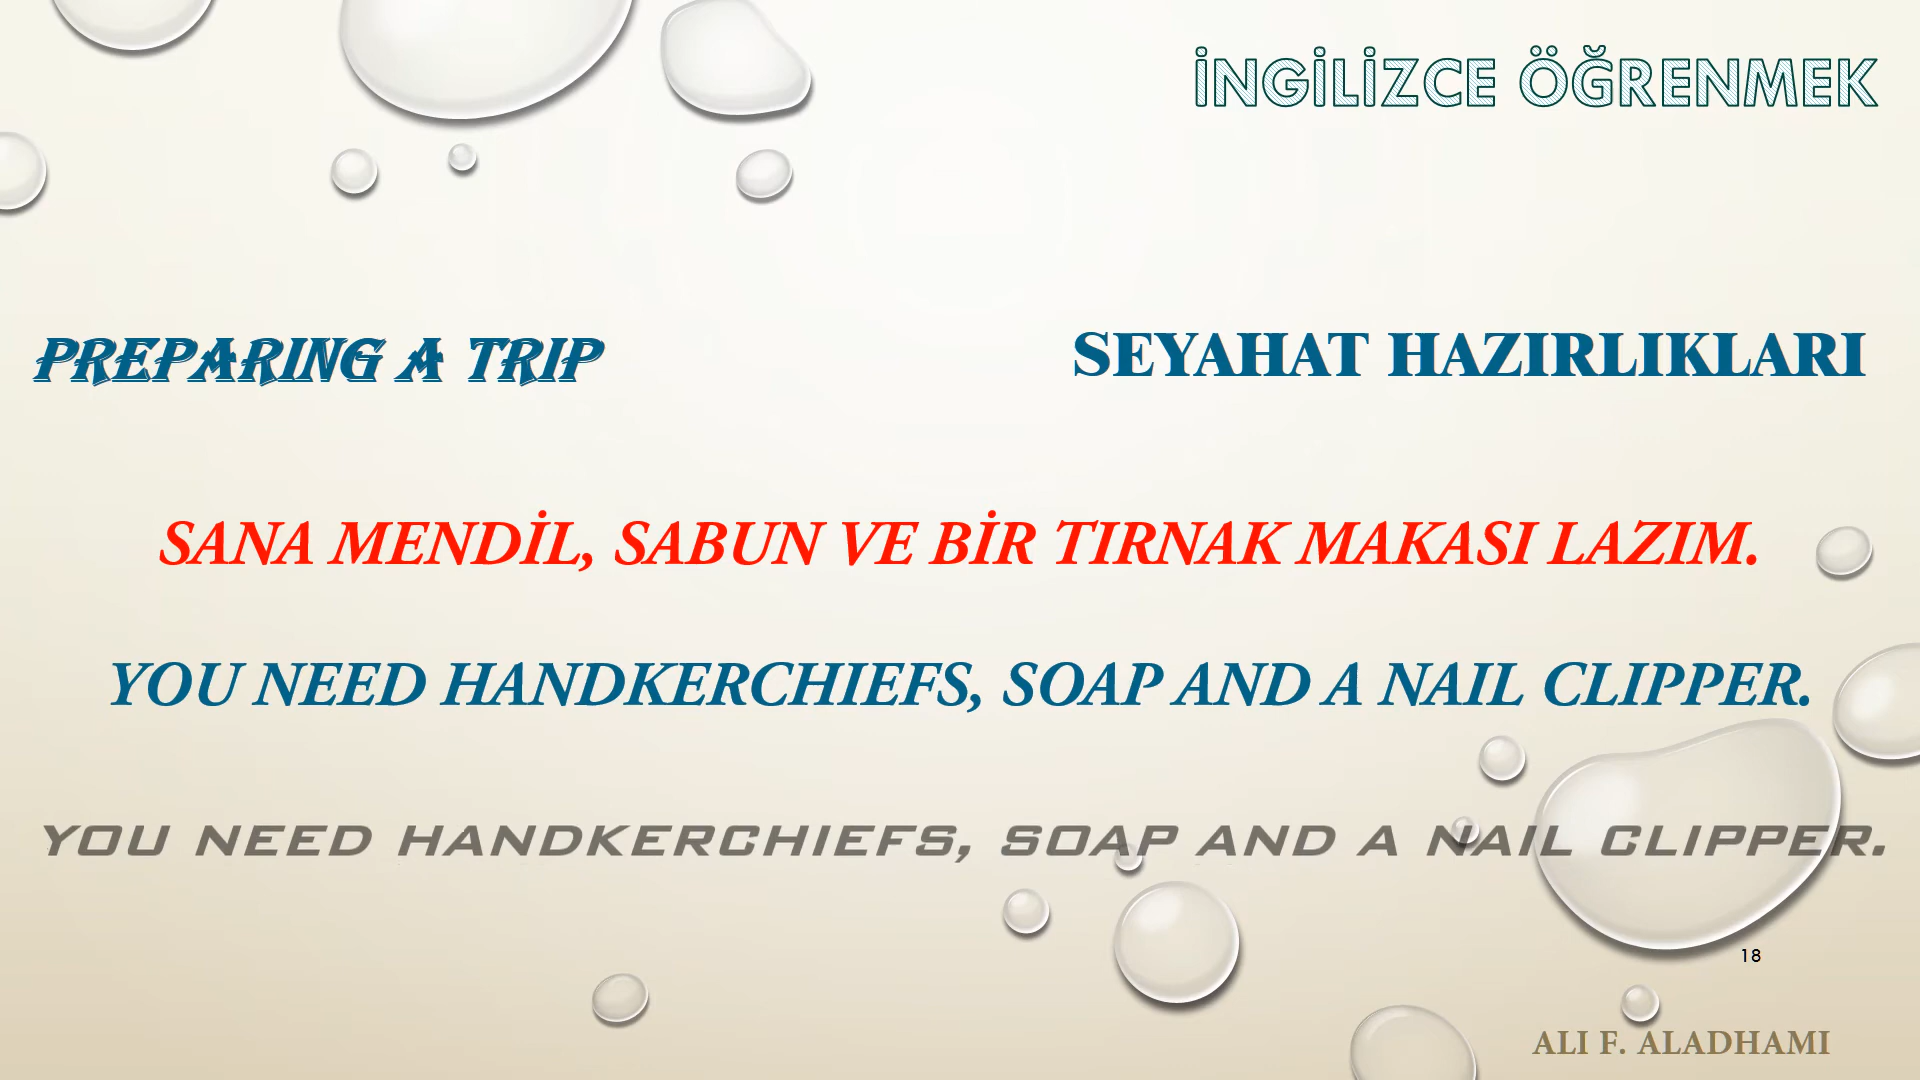 İNGİLİZCE ÖĞRENMEK
PREPARING A TRIP
SEYAHAT HAZIRLIKLARI
SANA MENDİL, SABUN VE BİR TIRNAK MAKASI LAZIM.
YOU NEED HANDKERCHIEFS, SOAP AND A NAIL CLIPPER.
YOU NEED HANDKERCHIEFS, SOAP AND A NAIL CLIPPER.
18
ALI F. ALADHAMI